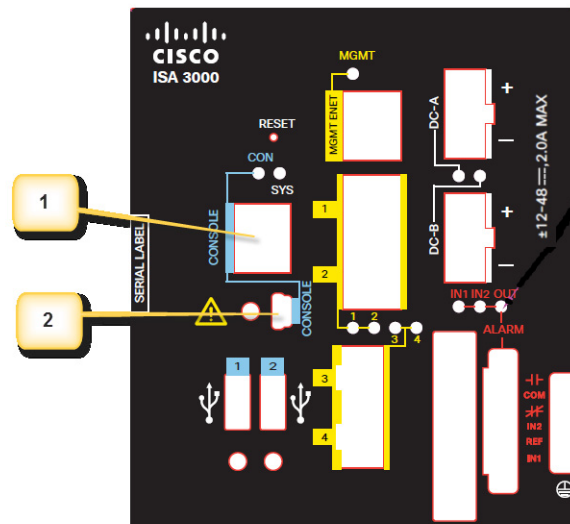 CISCO
ISA 3000
MGMT
MGMT ENET
RESET
CON
SYS
CONSOLE
1
2
SERIAL LABEL
CONSOLE
1
2
1 2
3 4
DC-A
+
−
DC-B
+
−
±12-48⎓,2.0A MAX
IN1 IN2 OUT
ALARM
1 2
3
4
COM
IN2
REF
IN1